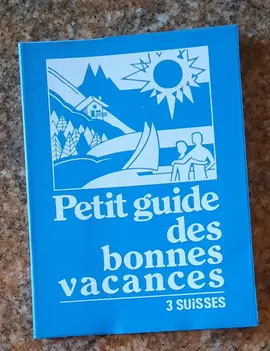 Petit guide
des
bonnes
vacances
3 SUiSSES